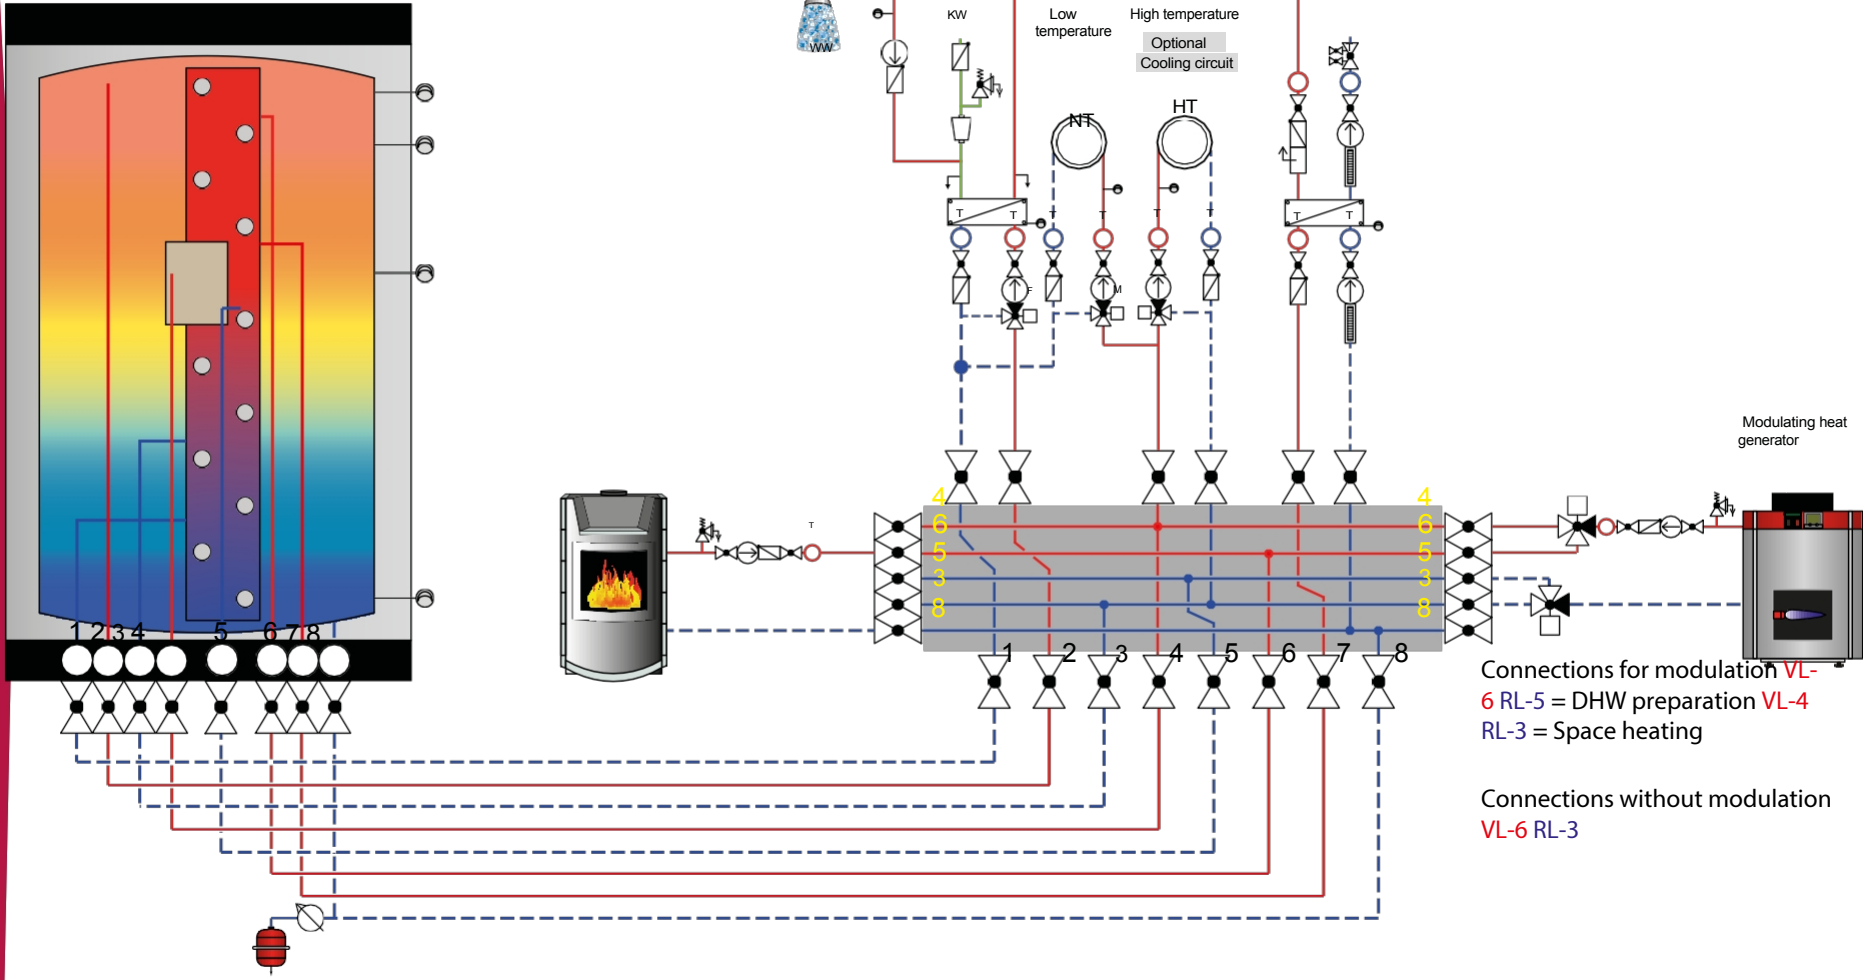 WW
KW
Low
temperature
High temperature
Optional
Cooling circuit
NT
HT
T T T T T T
T T
F
M
Modulating heat
generator
T
4 4
6 6
5 5
3 3
8 8
1 2 3 4 5 6 7 8
1 2 3 4 5 6 7 8
Connections for modulation VL-
6 RL-5 = DHW preparation VL-4
RL-3 = Space heating
Connections without modulation
VL-6 RL-3